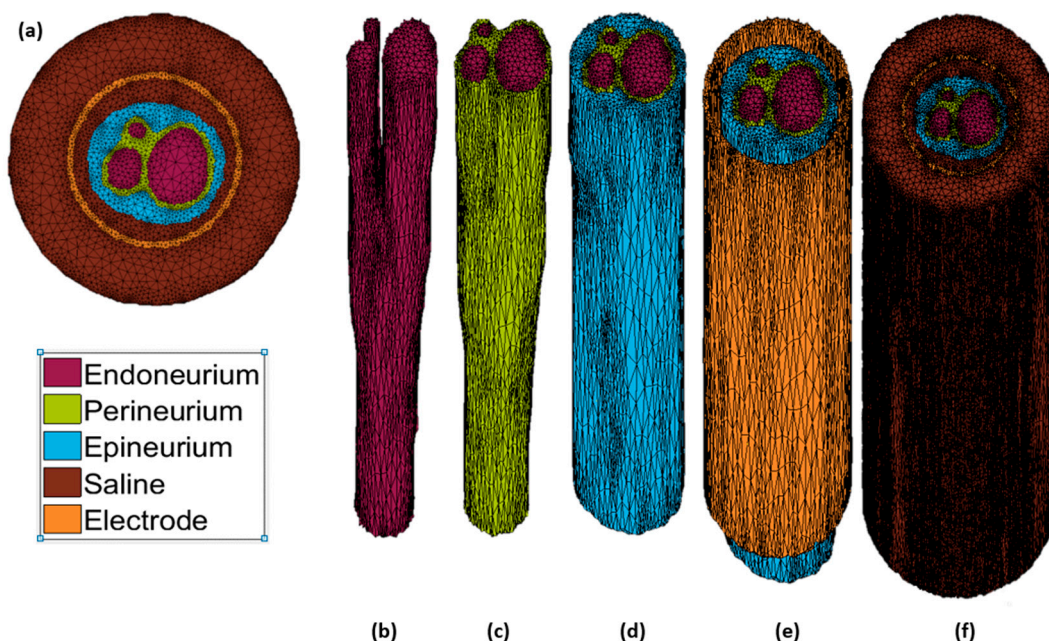 (a)
Endoneurium
Perineurium
Epineurium
Saline
Electrode
(b) (c) (d) (e) (f)